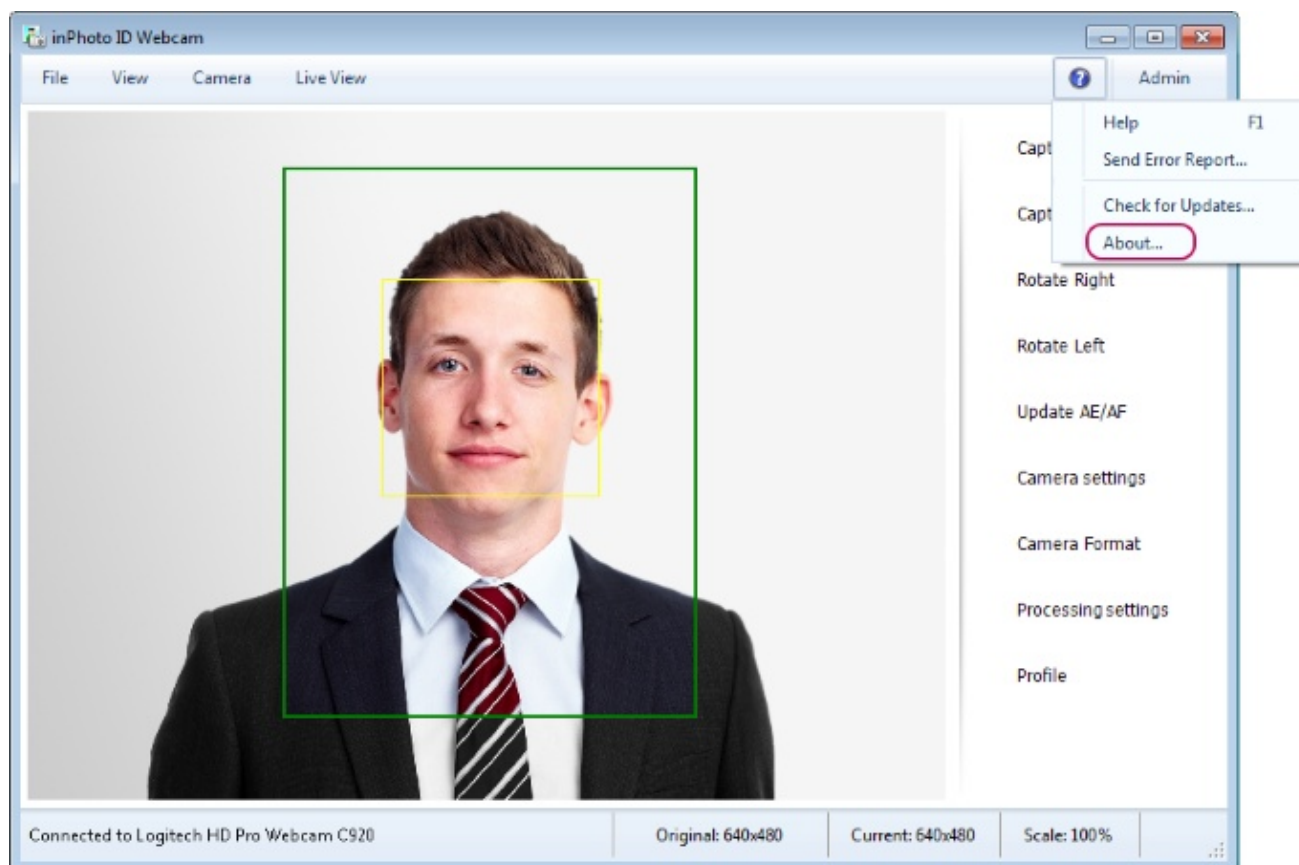 inPhoto ID Webcam
File View Camera Live View Admin
Help F1
Send Error Report...
Check for Updates...
About...
Capt
Capt
Rotate Right
Rotate Left
Update AE/AF
Camera settings
Camera Format
Processing settings
Profile
Connected to Logitech HD Pro Webcam C920 Original: 640x480 Current: 640x480 Scale: 100%